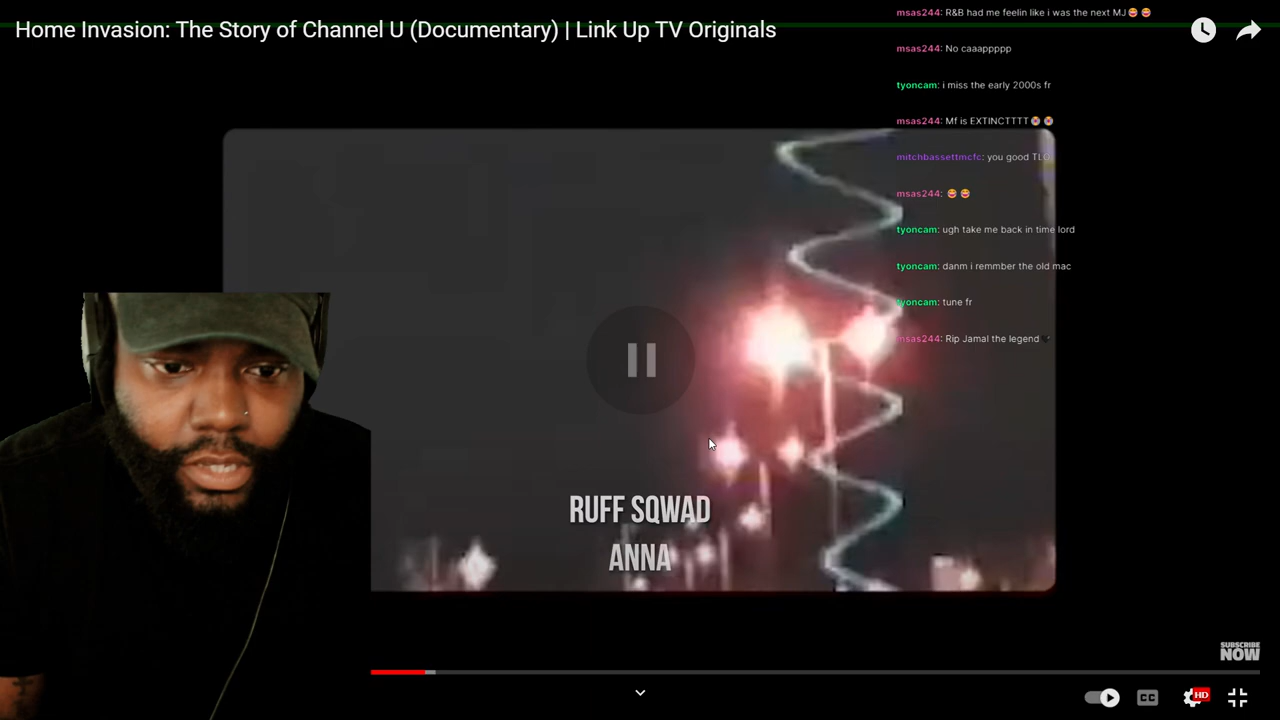 Home Invasion: The Story of Channel U (Documentary) | Link Up TV Originals
msas244: R&B had me feelin like i was the next MJ
msas244: No caaappppp
tyoncam: i miss the early 2000s fr
msas244: Mf is EXTINCTTTT
mitchbassettmcfc: you good TLG
msas244:
tyoncam: ugh take me back in time lord
tyoncam: danm i remmber the old mac
tyoncam: tune fr
msas244: Rip Jamal the legend
RUFF SQWAD
ANNA
SUBSCRIBE
NOW
CC
HD